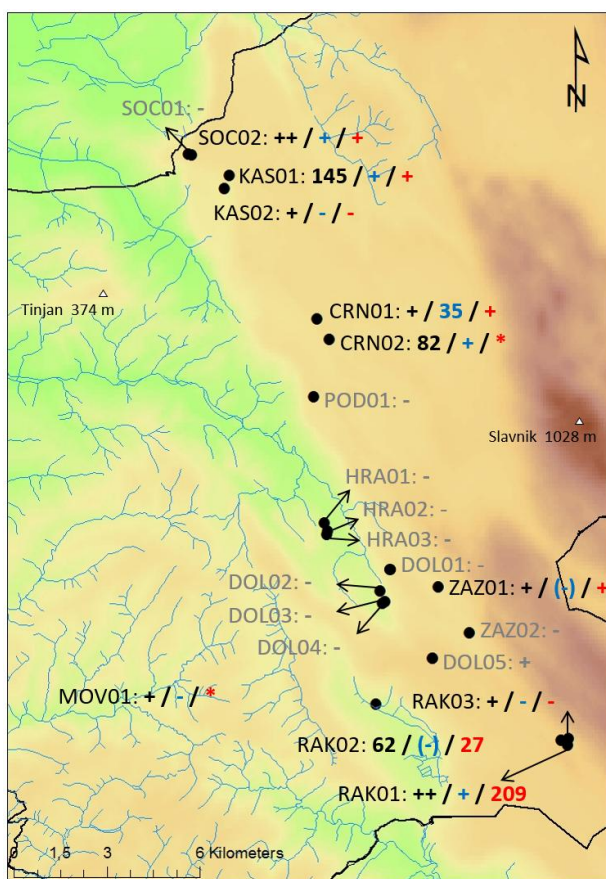 N
SOC01: -
SOC02: ++ / + / +
KAS01: 145 / + / +
KAS02: + / - / -
Tinjan 374 m
CRN01: + / 35 / +
CRN02: 82 / + / *
POD01: -
Slavnik 1028 m
HRA01: -
HRA02: -
HRA03: -
DOL01: -
DOL02: -
ZAZ01: + / (-) / +
DOL03: -
ZAZ02: -
DOL04: -
DOL05: +
MOV01: + / - / *
RAK03: + / - / -
RAK02: 62 / (-) / 27
RAK01: ++ / + / 209
0 1,5 3 6 Kilometers